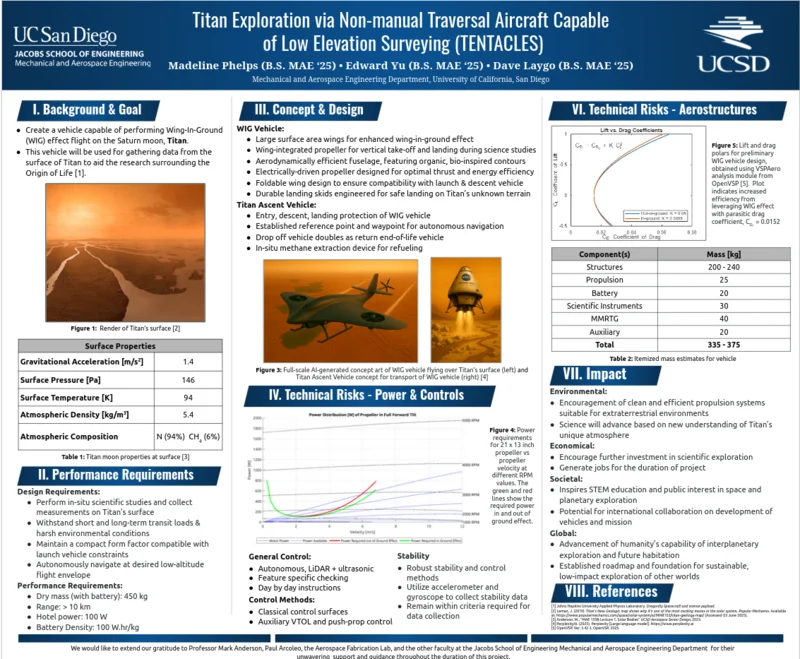 UC San Diego
JACOBS SCHOOL OF ENGINEERING
Mechanical and Aerospace Engineering
Titan Exploration via Non-manual Traversal Aircraft Capable
of Low Elevation Surveying (TENTACLES)
Madeline Phelps (B.S. MAE ‘25) • Edward Yu (B.S. MAE ‘25) • Dave Laygo (B.S. MAE ‘25)
Mechanical and Aerospace Engineering Department, University of California, San Diego
UCSD
I. Background & Goal
● Create a vehicle capable of performing Wing-In-Ground
(WIG) effect flight on the Saturn moon, Titan.
● This vehicle will be used for gathering data from the
surface of Titan to aid the research surrounding the
Origin of Life [1].
Figure 1: Render of Titan's surface [2]
Surface Properties
Gravitational Acceleration [m/s²] 1.4
Surface Pressure [Pa] 146
Surface Temperature [K] 94
Atmospheric Density [kg/m³] 5.4
Atmospheric Composition N (94%) CH₄ (6%)
Table 1: Titan moon properties at surface [3]
II. Performance Requirements
Design Requirements:
● Perform in-situ scientific studies and collect
measurements on Titan's surface
● Withstand short and long-term transit loads &
harsh environmental conditions
● Maintain a compact form factor compatible with
launch vehicle constraints
● Autonomously navigate at desired low-altitude
flight envelope
Performance Requirements:
● Dry mass (with battery): 450 kg
● Range: > 10 km
● Hotel power: 100 W
● Battery Density: 100 W.hr/kg
III. Concept & Design
WIG Vehicle:
● Large surface area wings for enhanced wing-in-ground effect
● Wing-integrated propeller for vertical take-off and landing during science studies
● Aerodynamically efficient fuselage, featuring organic, bio-inspired contours
● Electrically-driven propeller designed for optimal thrust and energy efficiency
● Foldable wing design to ensure compatibility with launch & descent vehicle
● Durable landing skids engineered for safe landing on Titan's unknown terrain
Titan Ascent Vehicle:
● Entry, descent, landing protection of WIG vehicle
● Established reference point and waypoint for autonomous navigation
● Drop off vehicle doubles as return end-of-life vehicle
● In-situ methane extraction device for refueling
Figure 3: Full-scale AI-generated concept art of WIG vehicle flying over Titan's surface (left) and
Titan Ascent Vehicle concept for transport of WIG vehicle (right) [4]
IV. Technical Risks - Power & Controls
Power Distribution [W] of Propeller in Full Forward Tilt
Power [W]
Velocity [m/s]
Figure 4: Power
requirements
for 21 x 13 inch
propeller vs
propeller
velocity at
different RPM
values. The
green and red
lines show the
required power
in and out of
ground effect.
General Control:
● Autonomous, LiDAR + ultrasonic
● Feature specific checking
● Day by day instructions
Control Methods:
● Classical control surfaces
● Auxiliary VTOL and push-prop control
Stability
● Robust stability and control
methods
● Utilize accelerometer and
gyroscope to collect stability data
● Remain within criteria required for
data collection
VI. Technical Risks - Aerostructures
Lift vs. Drag Coefficients
Coefficient of Lift
Coefficient of Drag
Figure 5: Lift and drag
polars for preliminary
WIG vehicle design,
obtained using VSPAero
analysis module from
OpenVSP [5]. Plot
indicates increased
efficiency from
leveraging WIG effect
with parasitic drag
coefficient, C_D₀ = 0.0152
Component(s) Mass [kg]
Structures 200 - 240
Propulsion 25
Battery 20
Scientific Instruments 30
MMRTG 40
Auxiliary 20
Total 335 - 375
Table 2: Itemized mass estimates for vehicle
VII. Impact
Environmental:
● Encouragement of clean and efficient propulsion systems
suitable for extraterrestrial environments
● Science will advance based on new understanding of Titan's
unique atmosphere
Economical:
● Encourage further investment in scientific exploration
● Generate jobs for the duration of project
Societal:
● Inspires STEM education and public interest in space and
planetary exploration
● Potential for international collaboration on development of
vehicles and mission
Global:
● Advancement of humanity's capability of interplanetary
exploration and future habitation
● Established roadmap and foundation for sustainable,
low-impact exploration of other worlds
VIII. References
We would like to extend our gratitude to Professor Mark Anderson, Paul Arcoleo, the Aerospace Fabrication Lab, and the other faculty at the Jacobs School of Engineering Mechanical and Aerospace Engineering Department for their
unwavering support and guidance throughout the duration of this project.